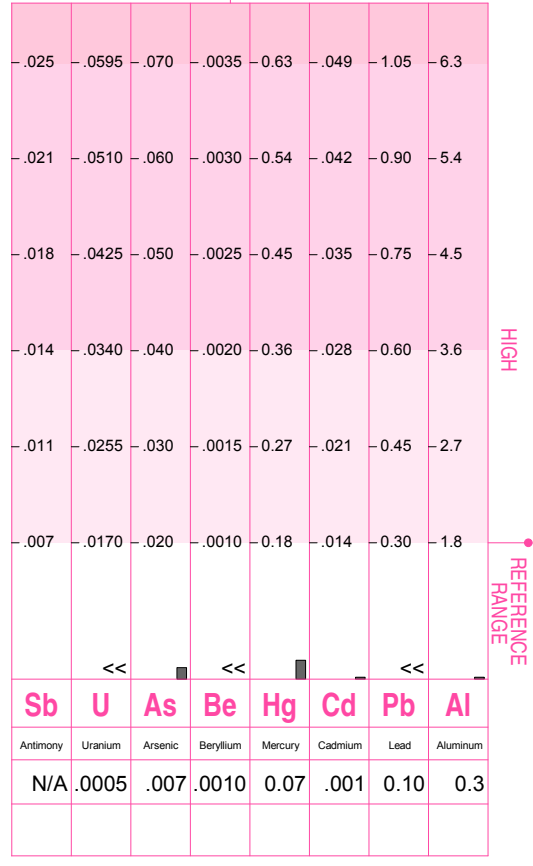 .025 .0595 .070 .0035 0.63 .049 1.05 6.3
.021 .0510 .060 .0030 0.54 .042 0.90 5.4
.018 .0425 .050 .0025 0.45 .035 0.75 4.5
.014 .0340 .040 .0020 0.36 .028 0.60 3.6
HIGH
.011 .0255 .030 .0015 0.27 .021 0.45 2.7
.007 .0170 .020 .0010 0.18 .014 0.30 1.8
REFERENCE
RANGE
<< << <<
Sb U As Be Hg Cd Pb Al
Antimony Uranium Arsenic Beryllium Mercury Cadmium Lead Aluminum
N/A .0005 .007 .0010 0.07 .001 0.10 0.3